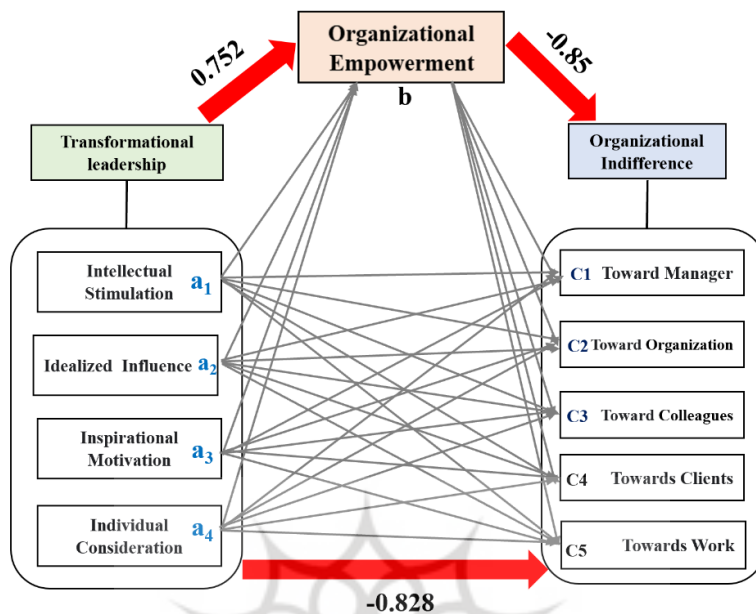 0.752
Organizational
Empowerment
b
-0.85
Transformational
leadership
Organizational
Indifference
Intellectual
Stimulation a1
Idealized Influence a2
Inspirational
Motivation a3
Individual
Consideration a4
C1 Toward Manager
C2 Toward Organization
C3 Toward Colleagues
C4 Towards Clients
C5 Towards Work
-0.828